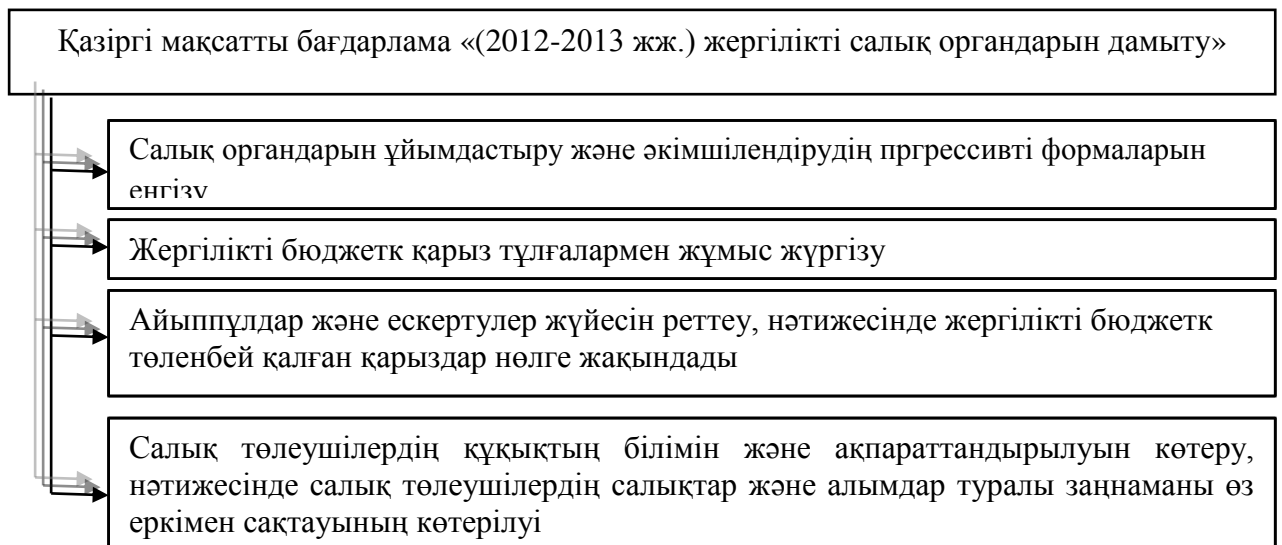 Қазіргі мақсатты бағдарлама «(2012-2013 жж.) жергілікті салық органдарын дамыту»
Салық органдарын ұйымдастыру және әкімшілендірудің пргрессивті формаларын
енгізу
Жергілікті бюджетк қарыз тұлғалармен жұмыс жүргізу
Айыппұлдар және ескертулер жүйесін реттеу, нәтижесінде жергілікті бюджетк
төленбей қалған қарыздар нөлге жақындады
Салық төлеушілердің құқықтың білімін және ақпараттандырылуын көтеру,
нәтижесінде салық төлеушілердің салықтар және алымдар туралы заңнаманы өз
еркімен сақтауының көтерілуі